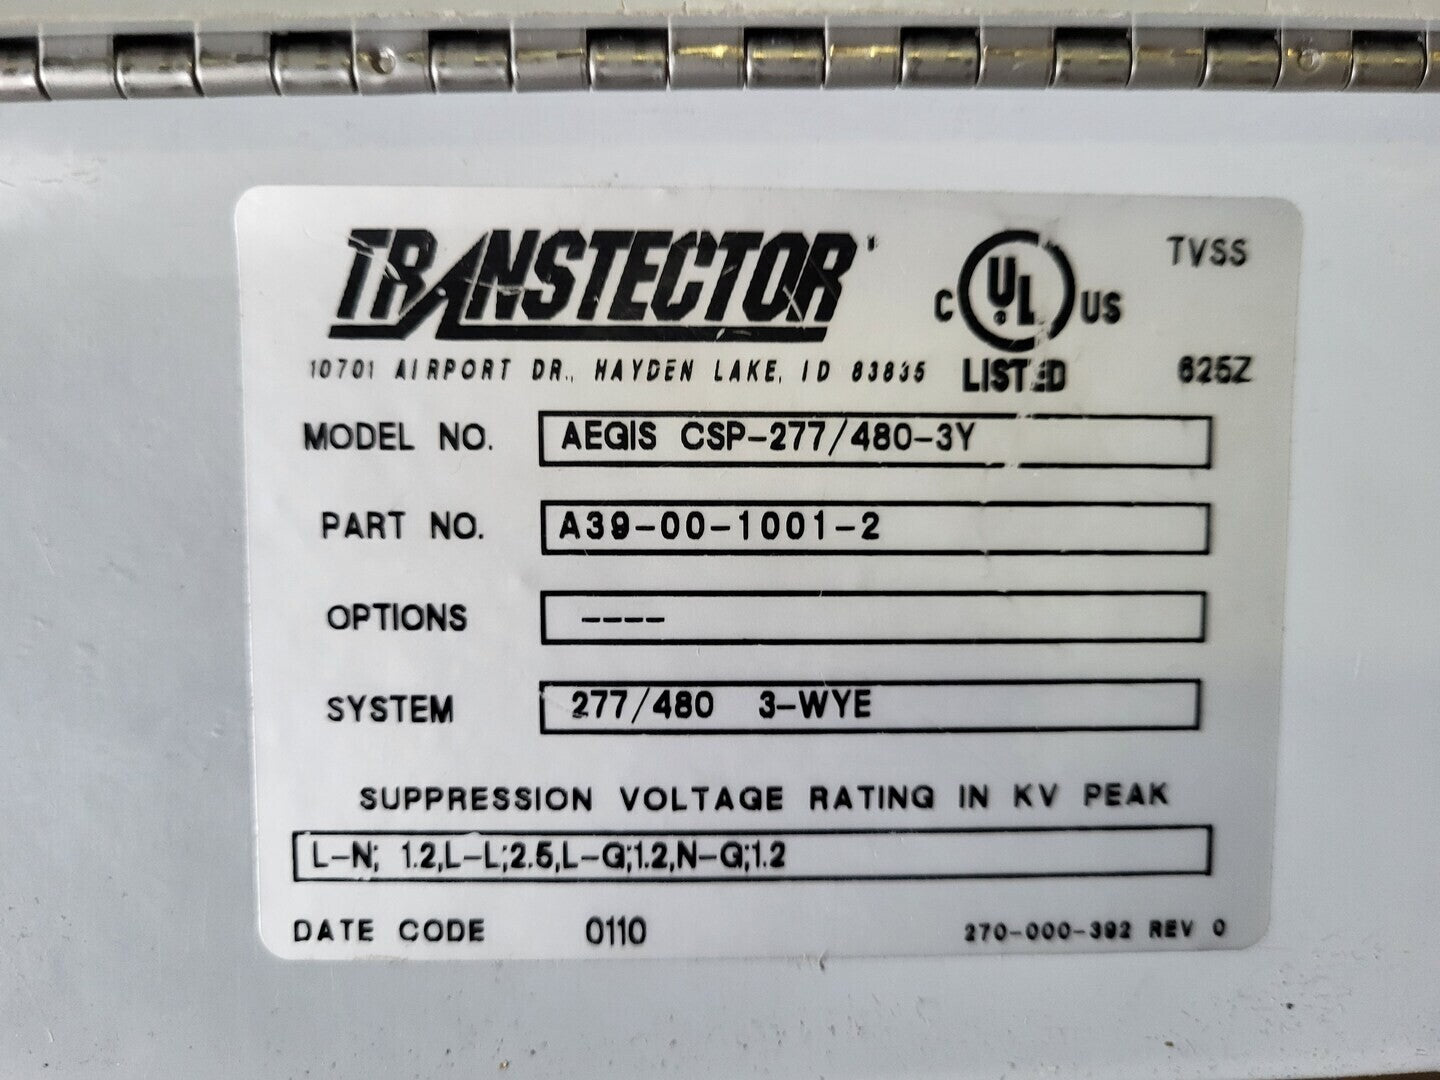 TRANSTECTOR
C UL US
TVSS
10701 AIRPORT DR., HAYDEN LAKE, ID 83835
LISTED
625Z
MODEL NO. AEGIS CSP-277/480-3Y
PART NO. A39-00-1001-2
OPTIONS ----
SYSTEM 277/480 3-WYE
SUPPRESSION VOLTAGE RATING IN KV PEAK
L-N; 1.2,L-L;2.5,L-G;1.2,N-G;1.2
DATE CODE 0110
270-000-392 REV 0